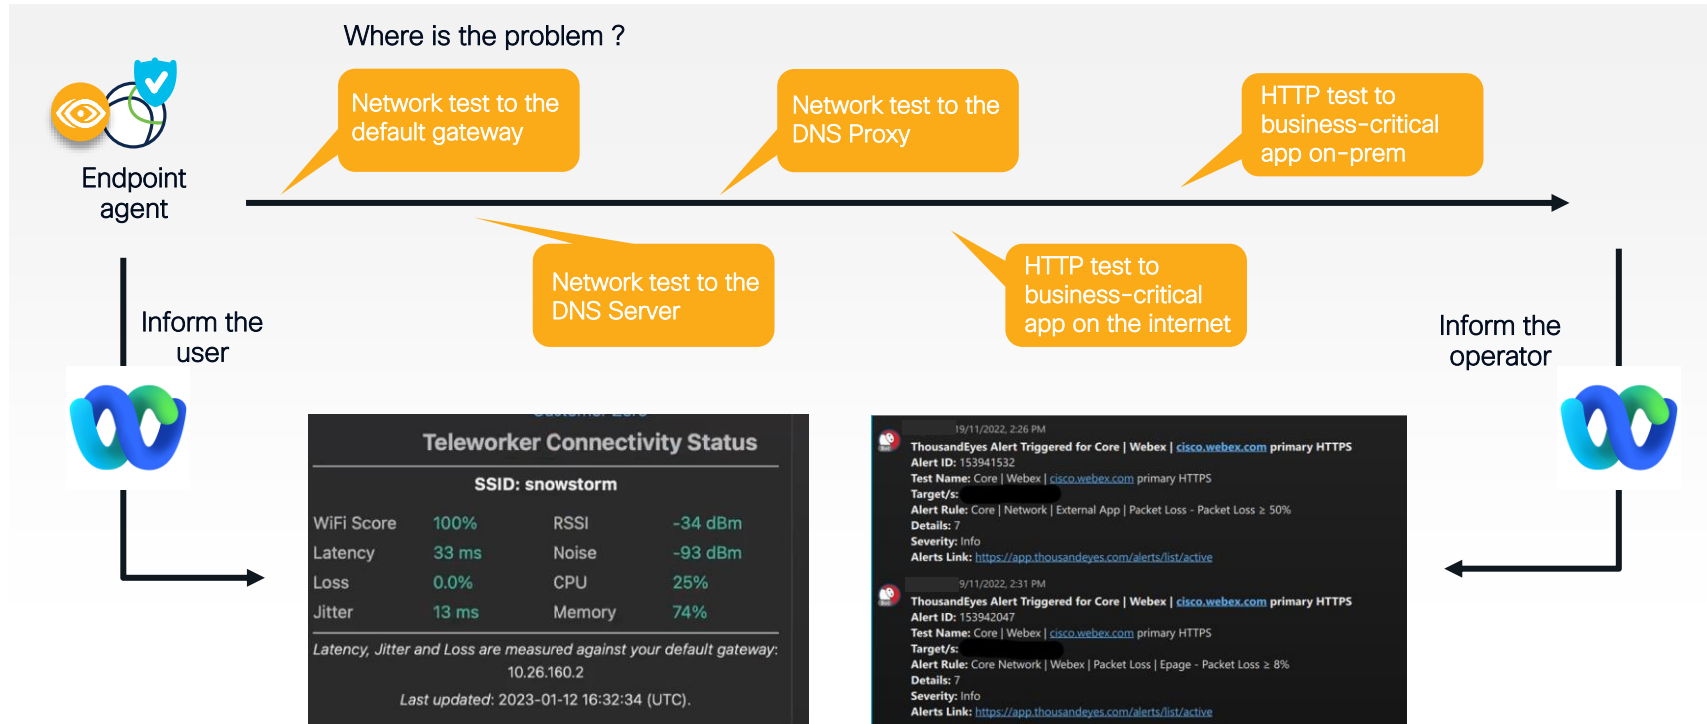 Where is the problem ?
Network test to the
default gateway
Network test to the
DNS Proxy
HTTP test to
business-critical
app on-prem
Endpoint
agent
Network test to the
DNS Server
HTTP test to
business-critical
app on the internet
Inform the
user
Inform the
operator
Customer Zero
Teleworker Connectivity Status
SSID: snowstorm
WiFi Score 100% RSSI -34 dBm
Latency 33 ms Noise -93 dBm
Loss 0.0% CPU 25%
Jitter 13 ms Memory 74%
Latency, Jitter and Loss are measured against your default gateway:
10.26.160.2
Last updated: 2023-01-12 16:32:34 (UTC).
19/11/2022, 2:26 PM
ThousandEyes Alert Triggered for Core | Webex | cisco.webex.com primary HTTPS
Alert ID: 153941532
Test Name: Core | Webex | cisco.webex.com primary HTTPS
Target/s:
Alert Rule: Core | Network | External App | Packet Loss - Packet Loss ≥ 50%
Details: 7
Severity: Info
Alerts Link: https://app.thousandeyes.com/alerts/list/active
9/11/2022, 2:31 PM
ThousandEyes Alert Triggered for Core | Webex | cisco.webex.com primary HTTPS
Alert ID: 153942047
Test Name: Core | Webex | cisco.webex.com primary HTTPS
Target/s:
Alert Rule: Core Network | Webex | Packet Loss | Epage - Packet Loss ≥ 8%
Details: 7
Severity: Info
Alerts Link: https://app.thousandeyes.com/alerts/list/active